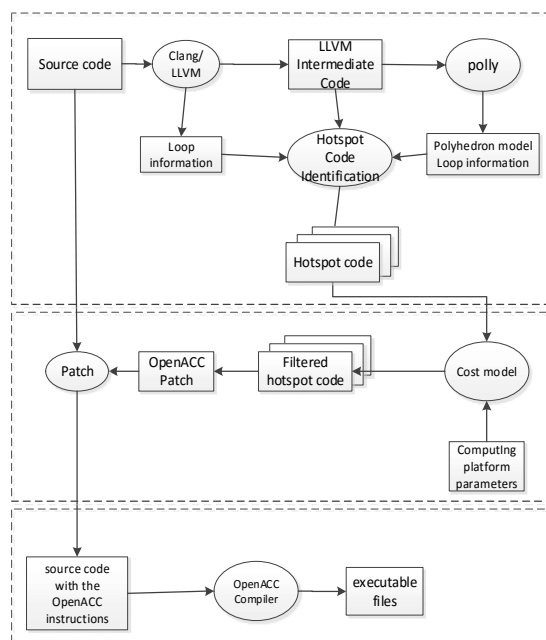 Source code
Clang/
LLVM
LLVM
Intermediate
Code
polly
Loop
information
Hotspot
Code
Identification
Polyhedron model
Loop information
Hotspot code
Patch
OpenACC
Patch
Filtered
hotspot code
Cost model
Computing
platform
parameters
source code
with the
OpenACC
instructions
OpenACC
Compiler
executable
files